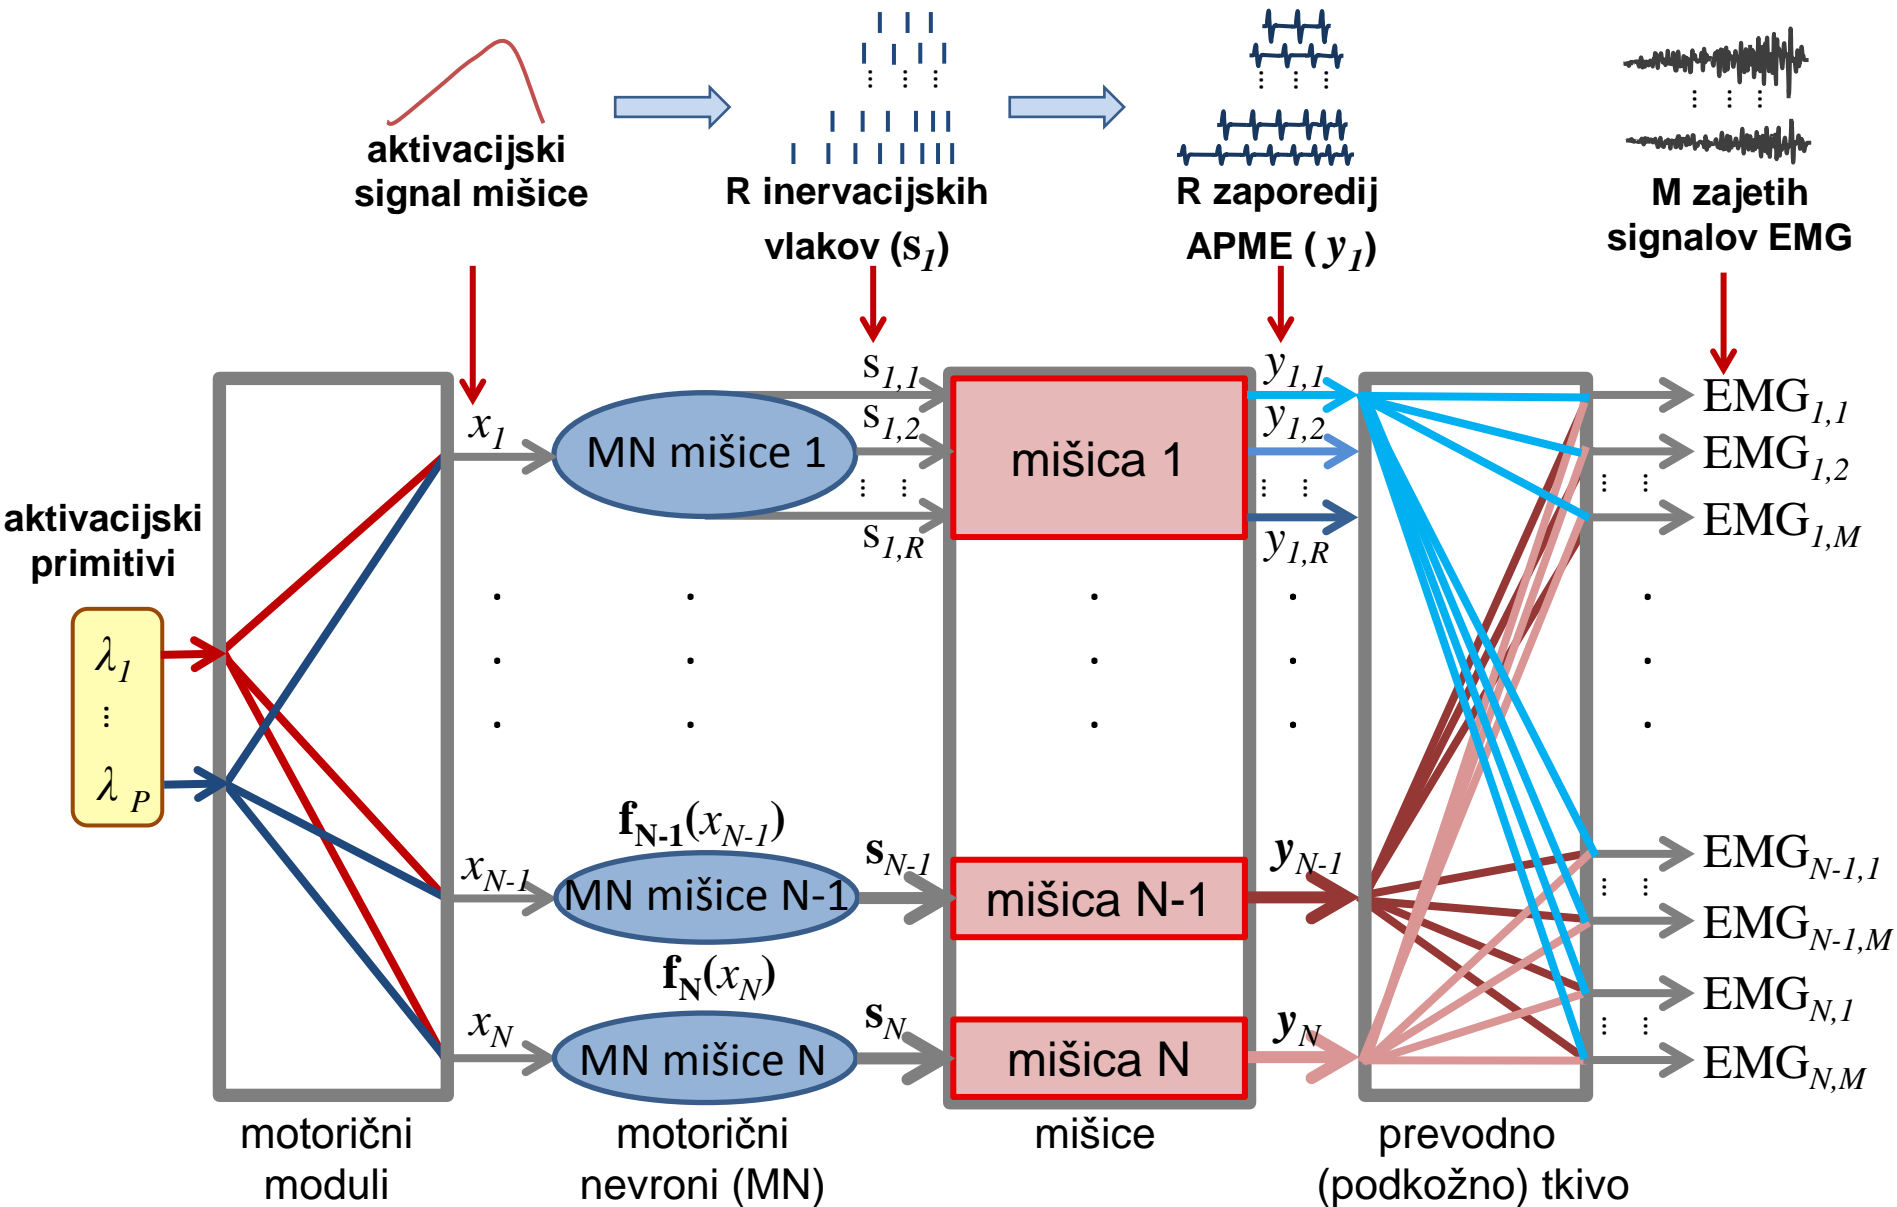 aktivacijski
signal mišice
R inervacijskih
vlakov (s1)
R zaporedij
APME ( y1)
M zajetih
signalov EMG
aktivacijski
primitivi
λ1
⋮
λ P
x1
MN mišice 1
s1,1
s1,2
⋮ ⋮
s1,R
mišica 1
y1,1
y1,2
⋮ ⋮
y1,R
EMG1,1
EMG1,2
⋮ ⋮
EMG1,M
xN-1
fN-1(xN-1)
MN mišice N-1
sN-1
mišica N-1
yN-1
EMGN-1,1
⋮ ⋮
EMGN-1,M
xN
fN(xN)
MN mišice N
sN
mišica N
yN
EMGN,1
⋮ ⋮
EMGN,M
motorični
moduli
motorični
nevroni (MN)
mišice
prevodno
(podkožno) tkivo